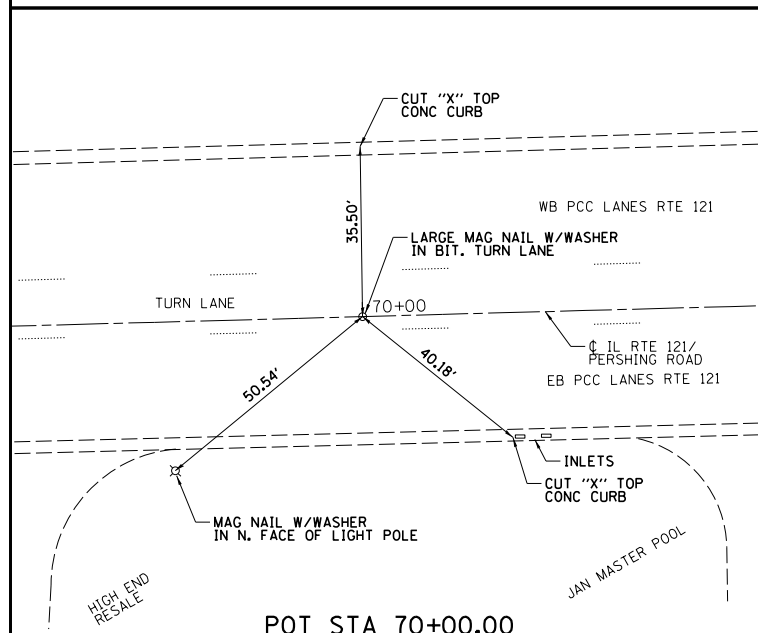 CUT "X" TOP
CONC CURB
WB PCC LANES RTE 121
35.50'
LARGE MAG NAIL W/WASHER
IN BIT. TURN LANE
TURN LANE
70+00
℄ IL RTE 121/
PERSHING ROAD
50.54'
40.18'
EB PCC LANES RTE 121
INLETS
CUT "X" TOP
CONC CURB
MAG NAIL W/WASHER
IN N. FACE OF LIGHT POLE
HIGH END
RESALE
JAN MASTER POOL
POT STA 70+00.00